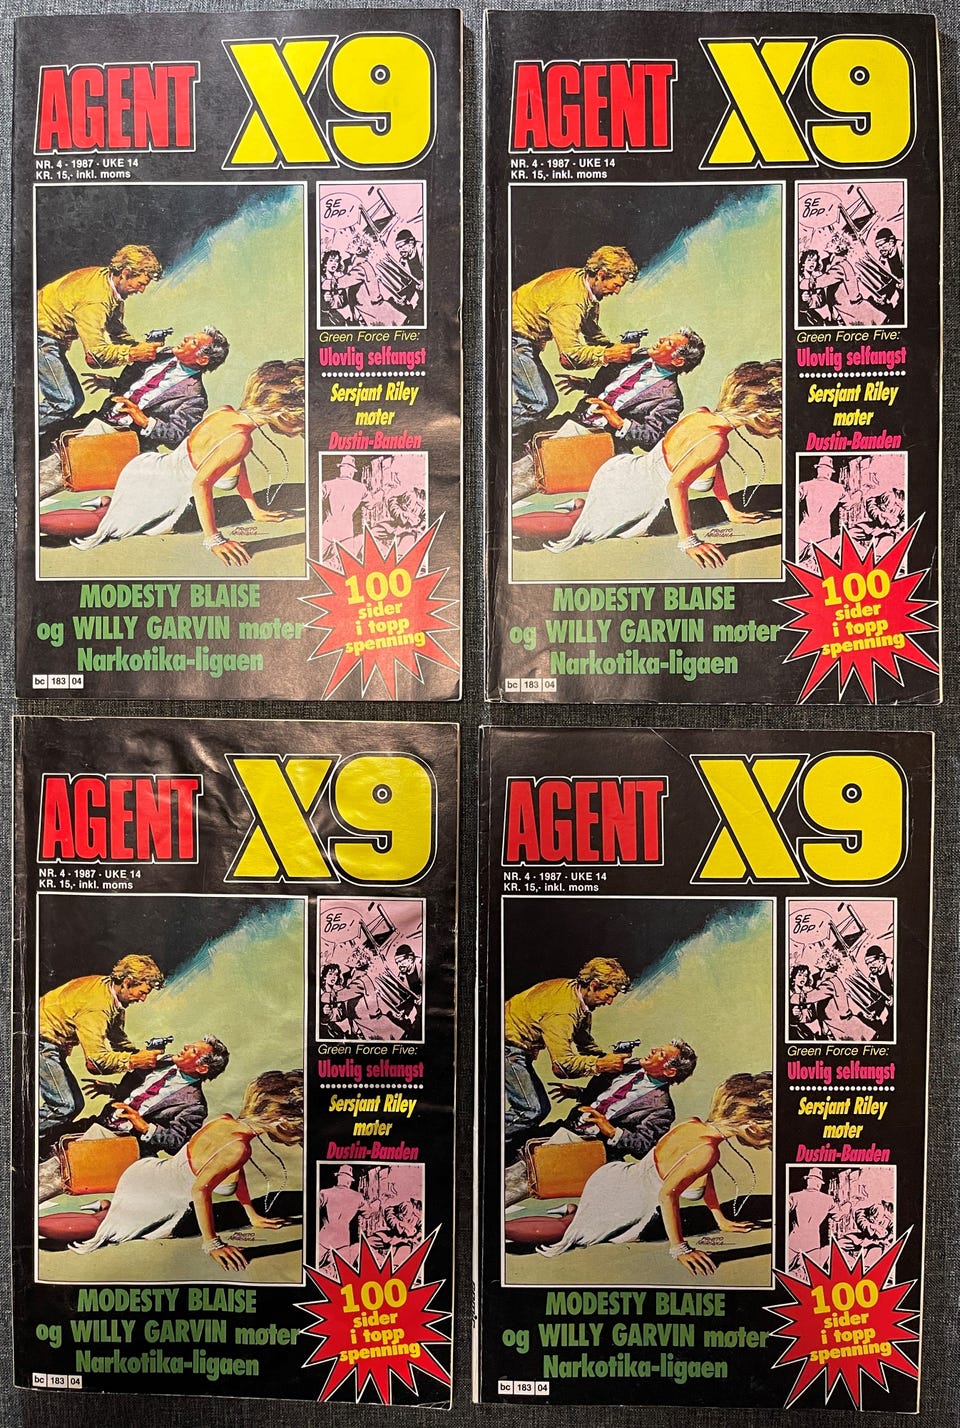 AGENT X9
NR. 4 - 1987 - UKE 14
KR. 15,- inkl. moms
SE OPP!
Green Force Five:
Ulovlig selfangst
Sersjant Riley
møter
Dustin-Banden
PRIETO
MURIANA
100
sider
i topp
spenning
MODESTY BLAISE
og WILLY GARVIN møter
Narkotika-ligaen
bc 183 04
AGENT X9
NR. 4 - 1987 - UKE 14
KR. 15,- inkl. moms
SE OPP!
Green Force Five:
Ulovlig selfangst
Sersjant Riley
møter
Dustin-Banden
PRIETO
MURIANA
100
sider
i topp
spenning
MODESTY BLAISE
og WILLY GARVIN møter
Narkotika-ligaen
bc 183 04
AGENT X9
NR. 4 - 1987 - UKE 14
KR. 15,- inkl. moms
SE OPP!
Green Force Five:
Ulovlig selfangst
Sersjant Riley
møter
Dustin-Banden
PRIETO
MURIANA
100
sider
i topp
spenning
MODESTY BLAISE
og WILLY GARVIN møter
Narkotika-ligaen
bc 183 04
AGENT X9
NR. 4 - 1987 - UKE 14
KR. 15,- inkl. moms
SE OPP!
Green Force Five:
Ulovlig selfangst
Sersjant Riley
møter
Dustin-Banden
PRIETO
MURIANA
100
sider
i topp
spenning
MODESTY BLAISE
og WILLY GARVIN møter
Narkotika-ligaen
bc 183 04